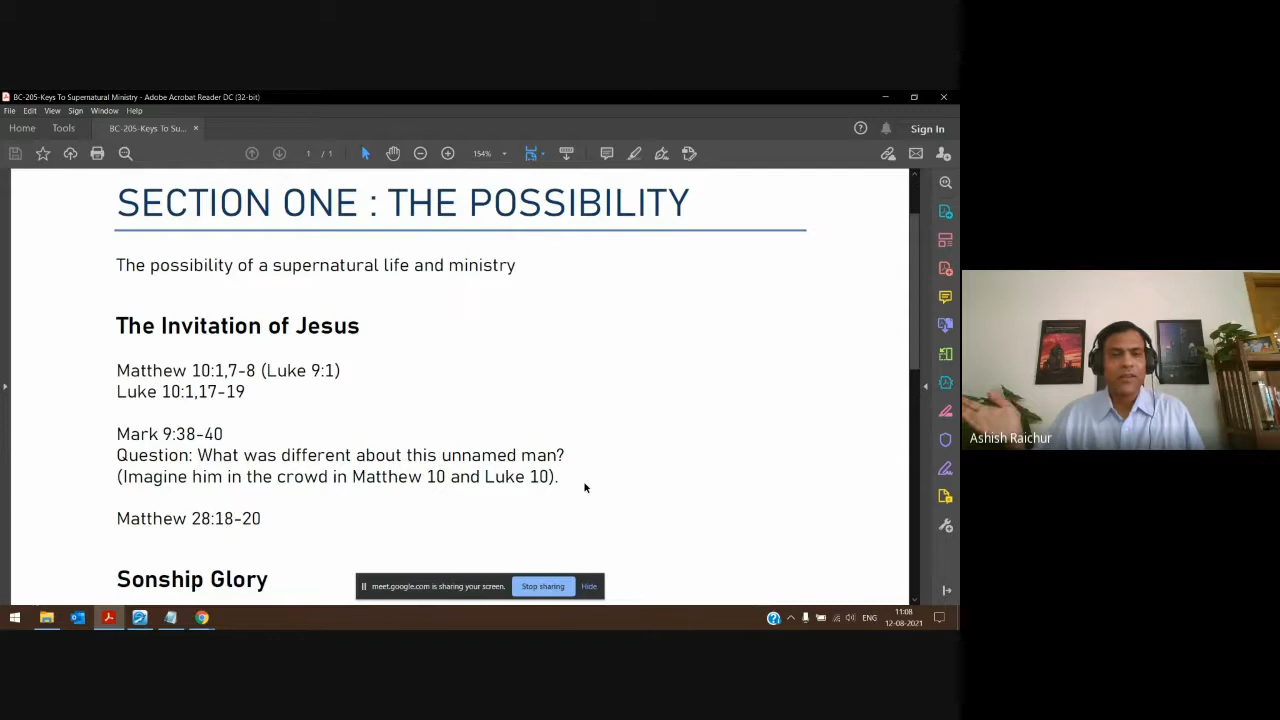 BC-205-Keys To Supernatural Ministry - Adobe Acrobat Reader DC (32-bit)
File Edit View Sign Window Help
Home Tools BC-205-Keys To Su... × Sign In
1 / 1 154%
SECTION ONE : THE POSSIBILITY
The possibility of a supernatural life and ministry
The Invitation of Jesus
Matthew 10:1,7-8 (Luke 9:1)
Luke 10:1,17-19
Mark 9:38-40
Question: What was different about this unnamed man?
(Imagine him in the crowd in Matthew 10 and Luke 10).
Matthew 28:18-20
Sonship Glory
meet.google.com is sharing your screen. Stop sharing Hide
ENG 11:08
12-08-2021
Ashish Raichur